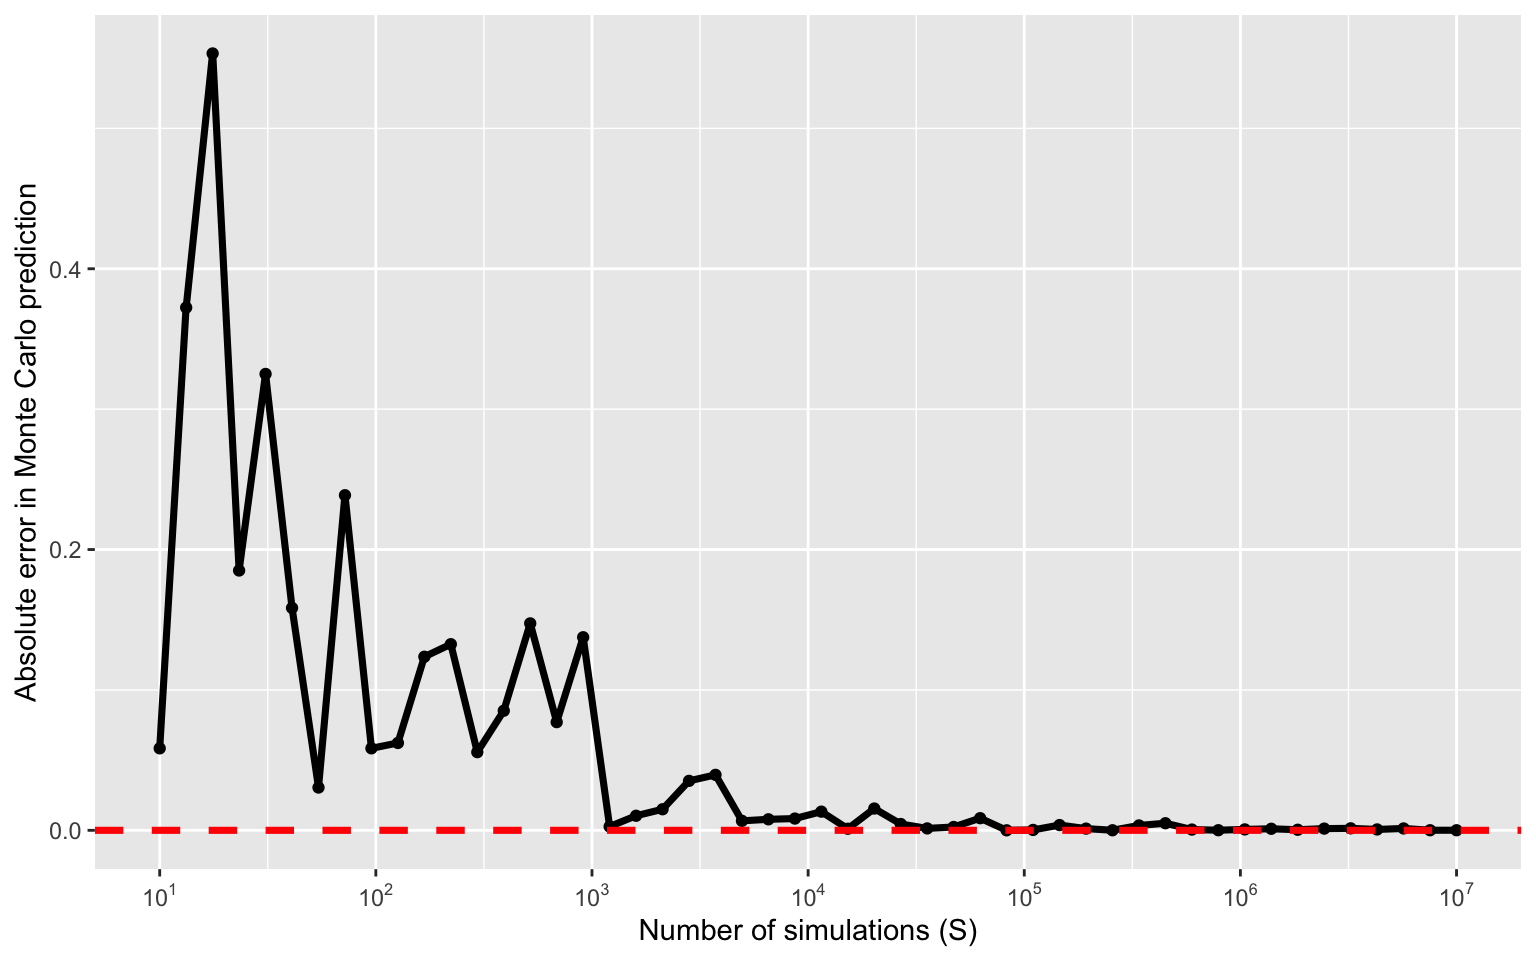 Absolute error in Monte Carlo prediction
0.4
0.2
0.0
10¹ 10² 10³ 10⁴ 10⁵ 10⁶ 10⁷
Number of simulations (S)